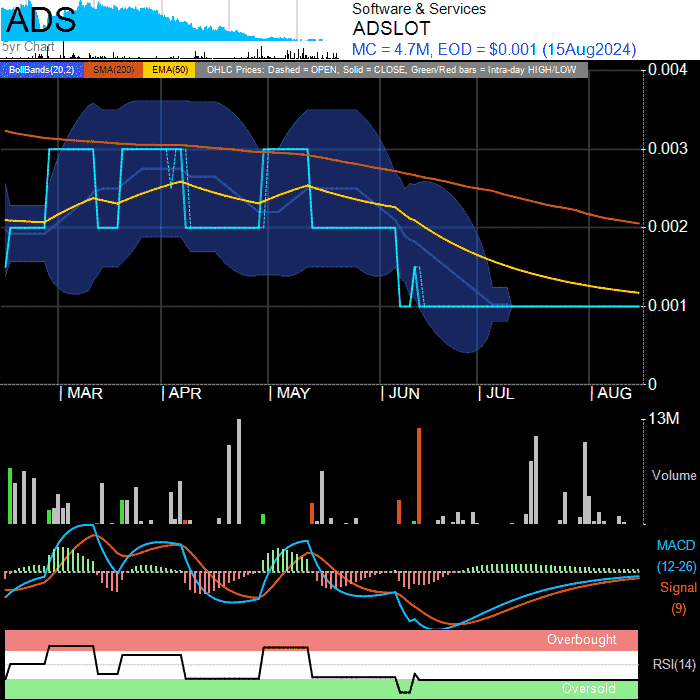 ADS
Software & Services
ADSLOT
5yr Chart
MC = 4.7M, EOD = $0.001 (15Aug2024)
BollBands(20,2) SMA(200) EMA(50) OHLC Prices: Dashed = OPEN, Solid = CLOSE, Green/Red bars = Intra-day HIGH/LOW
0.004
0.003
0.002
0.001
0
MAR APR MAY JUN JUL AUG
13M
Volume
MACD
(12-26)
Signal
(9)
Overbought
RSI(14)
Oversold